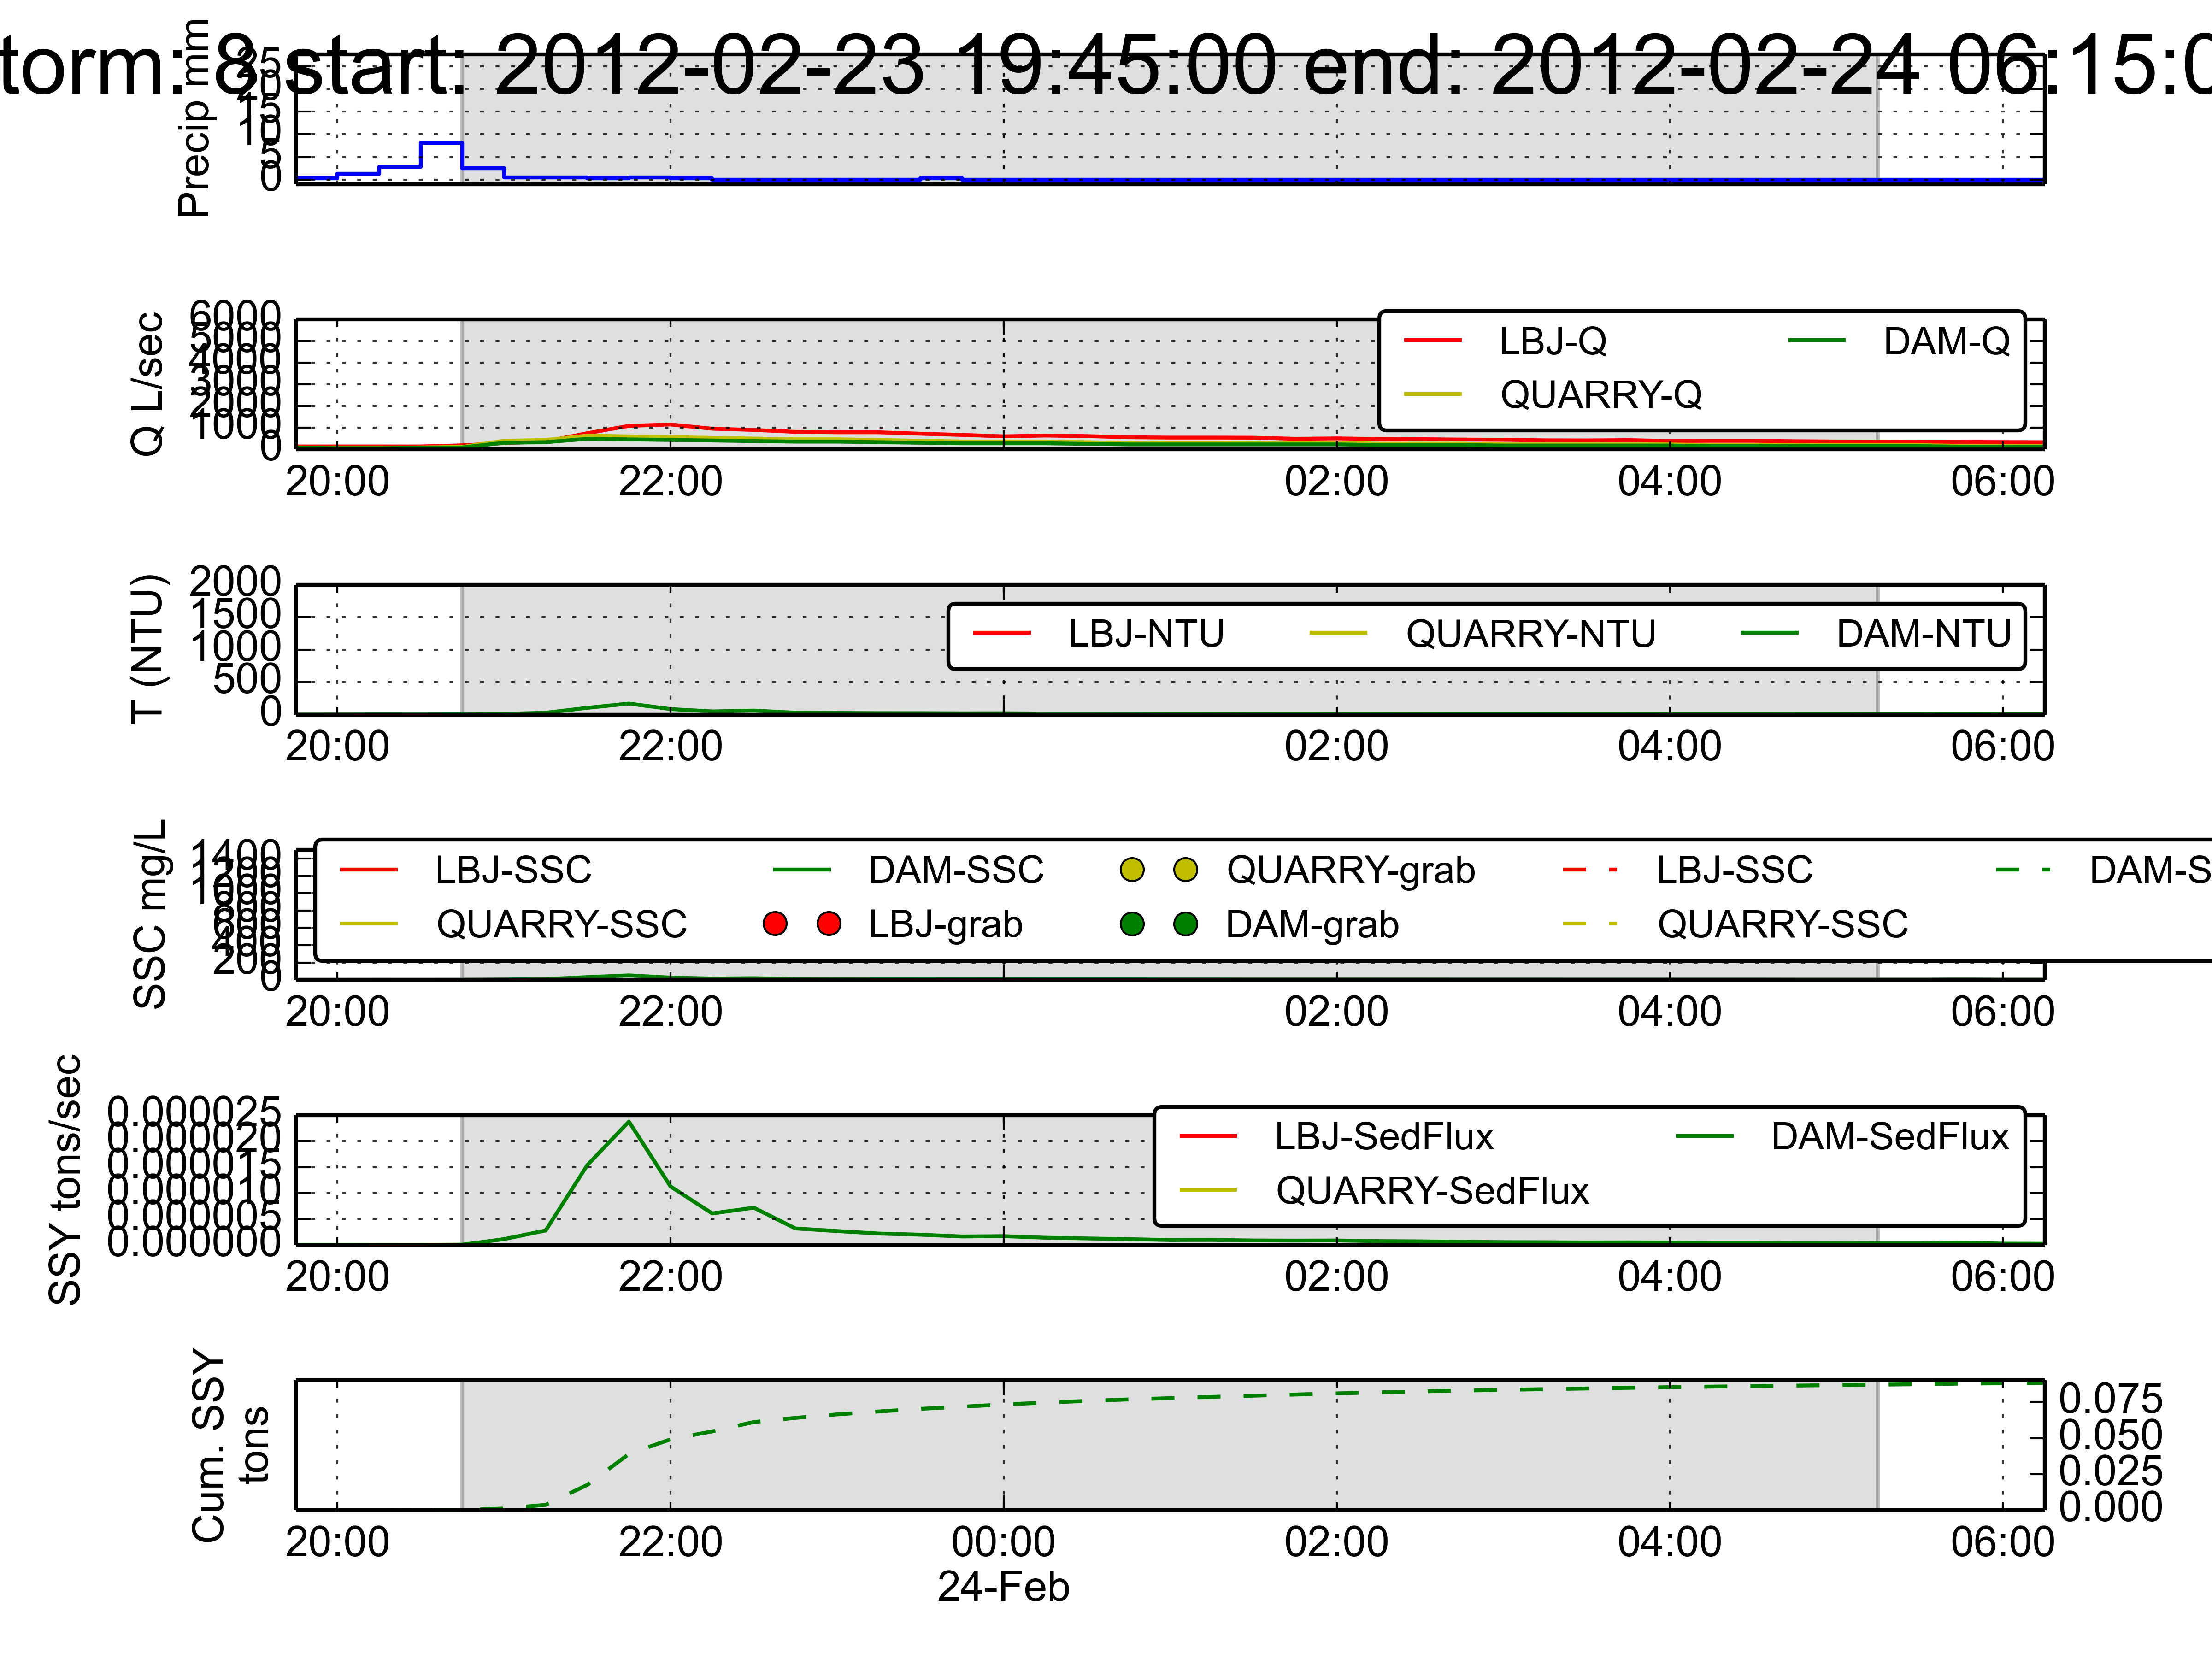 torm: 8 start: 2012-02-23 19:45:00 end: 2012-02-24 06:15:0
Precip mm
25
20
15
10
5
0
Q L/sec
6000
5000
4000
3000
2000
1000
0
LBJ-Q
DAM-Q
QUARRY-Q
20:00 22:00 02:00 04:00 06:00
T (NTU)
2000
1500
1000
500
0
LBJ-NTU QUARRY-NTU DAM-NTU
20:00 22:00 02:00 04:00 06:00
SSC mg/L
1400
1200
1000
800
600
400
200
0
LBJ-SSC DAM-SSC QUARRY-grab LBJ-SSC DAM-S
QUARRY-SSC LBJ-grab DAM-grab QUARRY-SSC
20:00 22:00 02:00 04:00 06:00
SSY tons/sec
0.000025
0.000020
0.000015
0.000010
0.000005
0.000000
LBJ-SedFlux DAM-SedFlux
QUARRY-SedFlux
20:00 22:00 02:00 04:00 06:00
Cum. SSY
tons
0.075
0.050
0.025
0.000
20:00 22:00 00:00 02:00 04:00 06:00
24-Feb